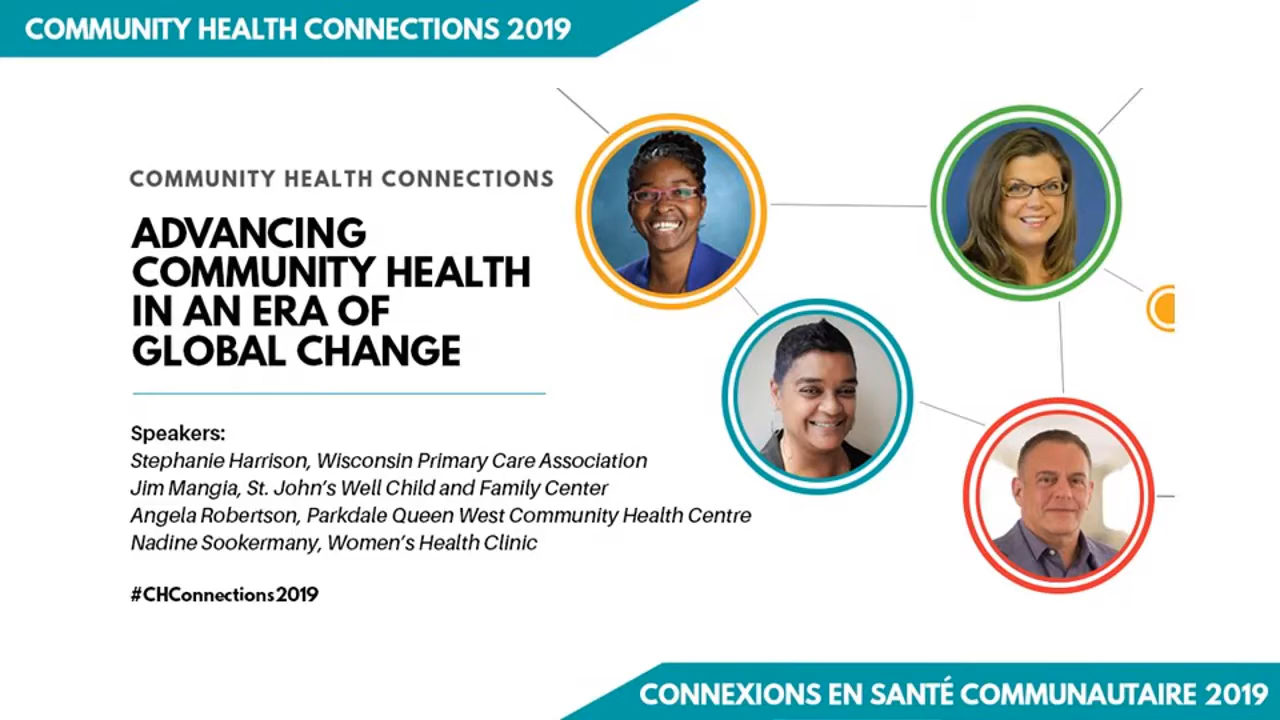 COMMUNITY HEALTH CONNECTIONS 2019
COMMUNITY HEALTH CONNECTIONS
ADVANCING
COMMUNITY HEALTH
IN AN ERA OF
GLOBAL CHANGE
Speakers:
Stephanie Harrison, Wisconsin Primary Care Association
Jim Mangia, St. John's Well Child and Family Center
Angela Robertson, Parkdale Queen West Community Health Centre
Nadine Sookermany, Women's Health Clinic
#CHConnections2019
CONNEXIONS EN SANTÉ COMMUNAUTAIRE 2019